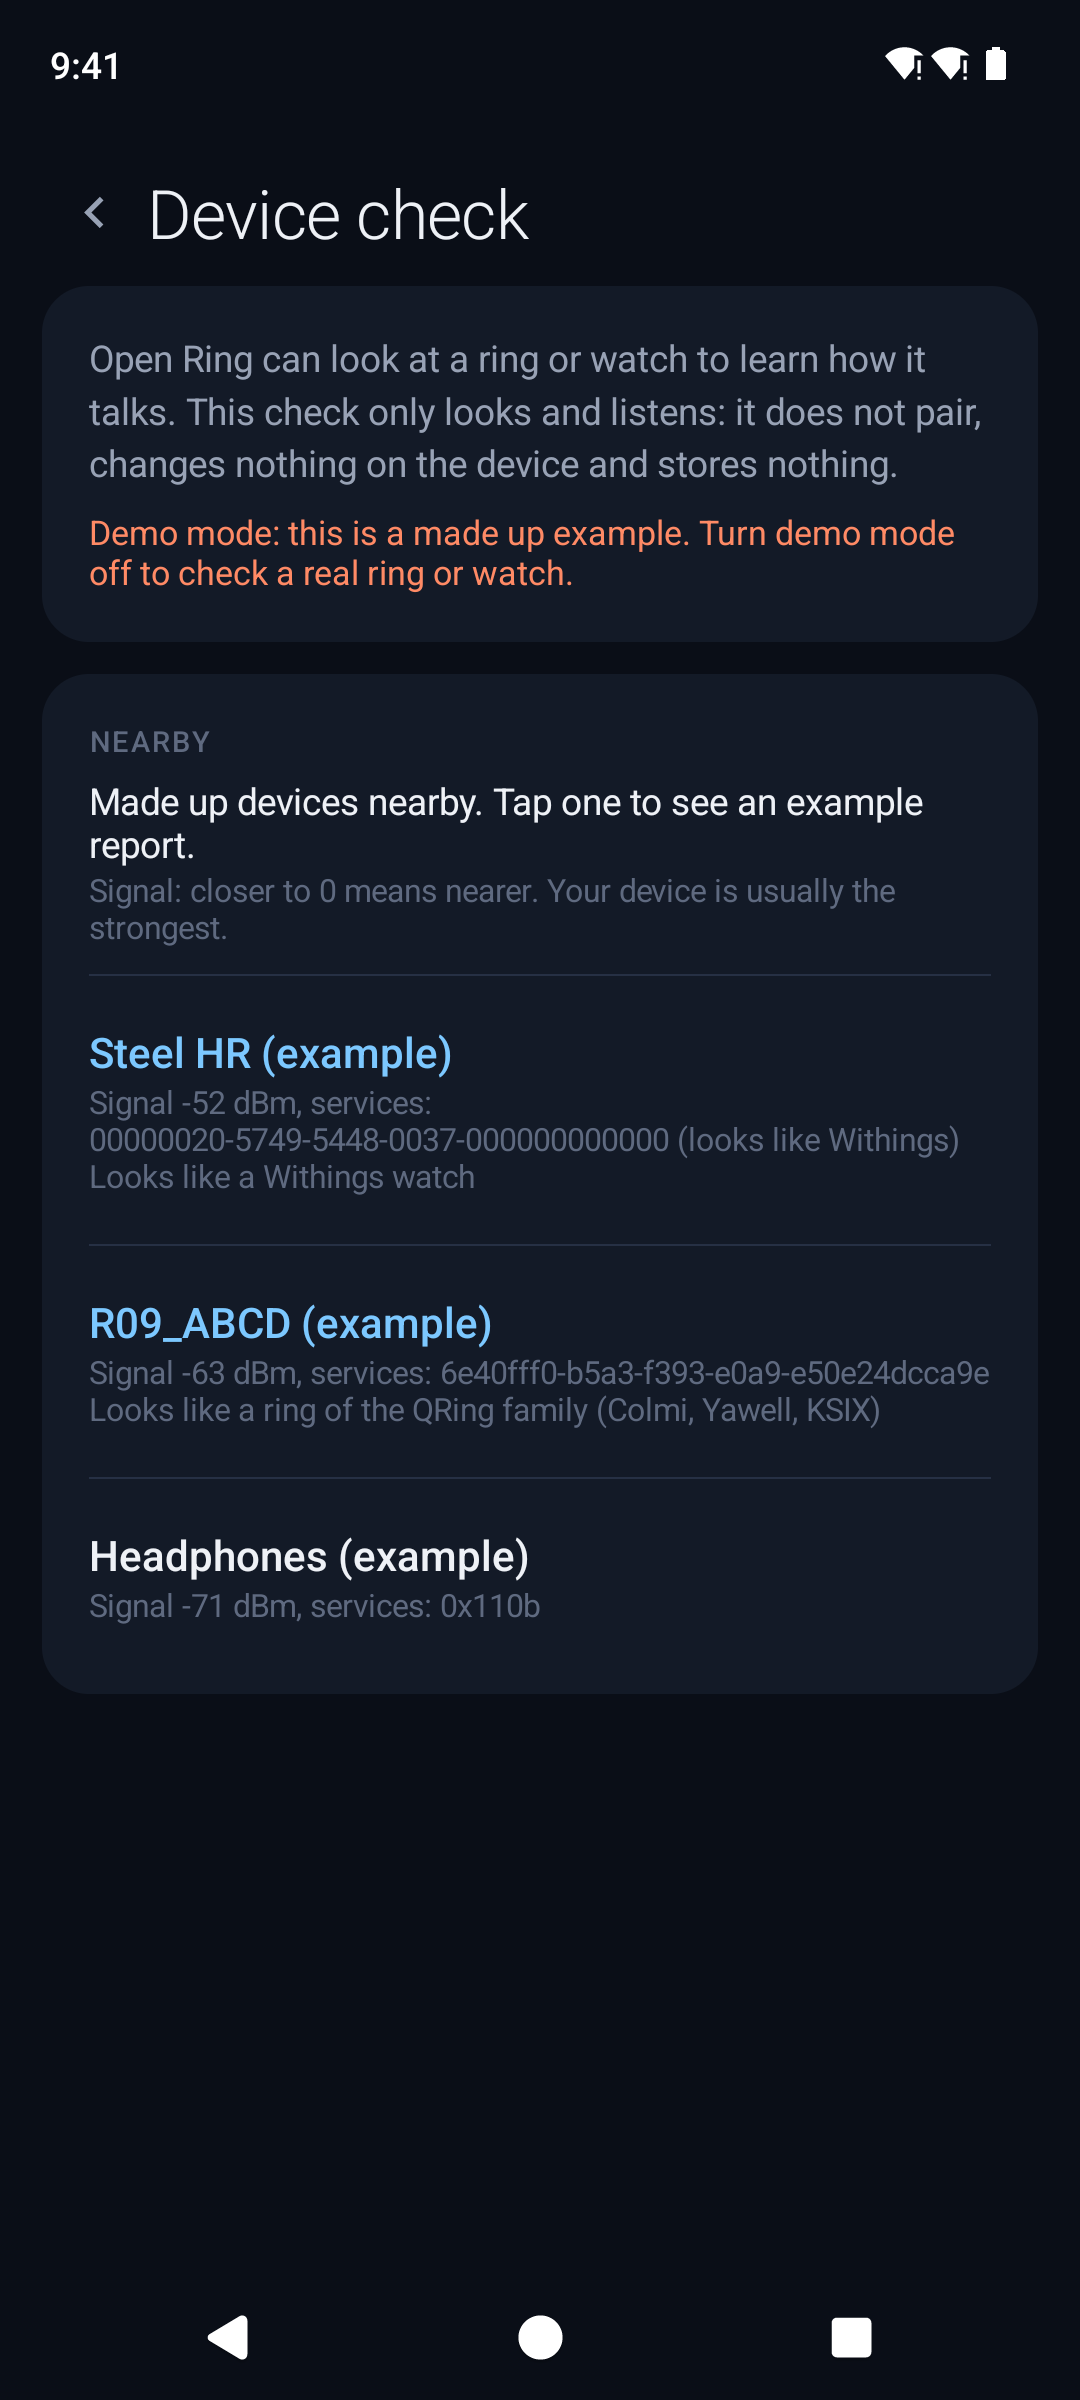 9:41
Device check
Open Ring can look at a ring or watch to learn how it
talks. This check only looks and listens: it does not pair,
changes nothing on the device and stores nothing.
Demo mode: this is a made up example. Turn demo mode
off to check a real ring or watch.
NEARBY
Made up devices nearby. Tap one to see an example
report.
Signal: closer to 0 means nearer. Your device is usually the
strongest.
Steel HR (example)
Signal -52 dBm, services:
00000020-5749-5448-0037-000000000000 (looks like Withings)
Looks like a Withings watch
R09_ABCD (example)
Signal -63 dBm, services: 6e40fff0-b5a3-f393-e0a9-e50e24dcca9e
Looks like a ring of the QRing family (Colmi, Yawell, KSIX)
Headphones (example)
Signal -71 dBm, services: 0x110b